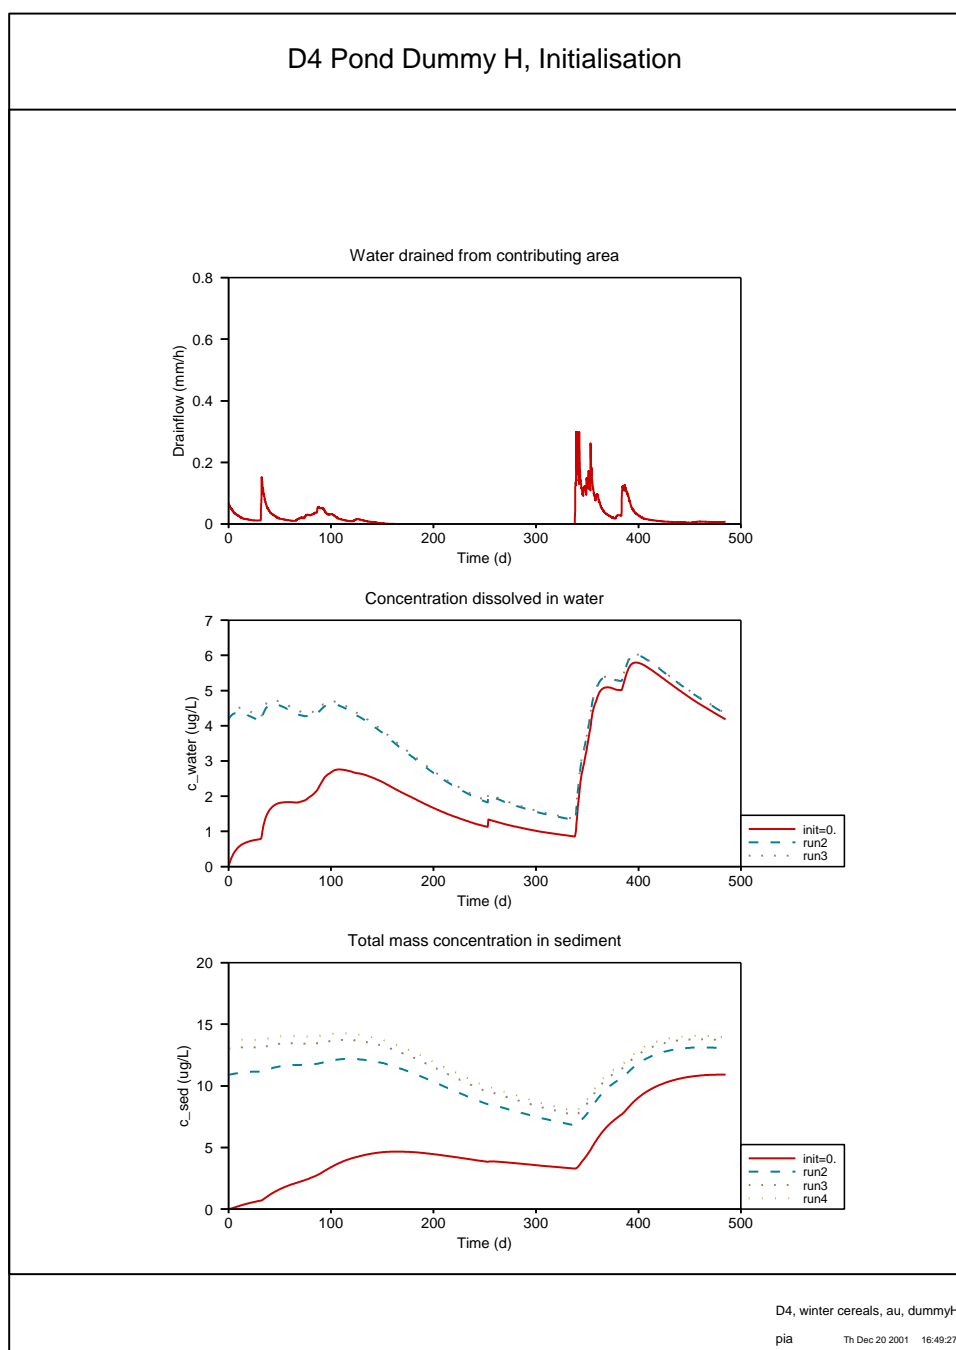 D4 Pond Dummy H, Initialisation
Water drained from contributing area
0.8
0.6
0.4
0.2
0
Drainflow (mm/h)
0 100 200 300 400 500
Time (d)
Concentration dissolved in water
7
6
5
4
3
2
1
0
c_water (ug/L)
0 100 200 300 400 500
Time (d)
init=0.
run2
run3
Total mass concentration in sediment
20
15
10
5
0
c_sed (ug/L)
0 100 200 300 400 500
Time (d)
init=0.
run2
run3
run4
D4, winter cereals, au, dummyH
pia Th Dec 20 2001 16:49:27